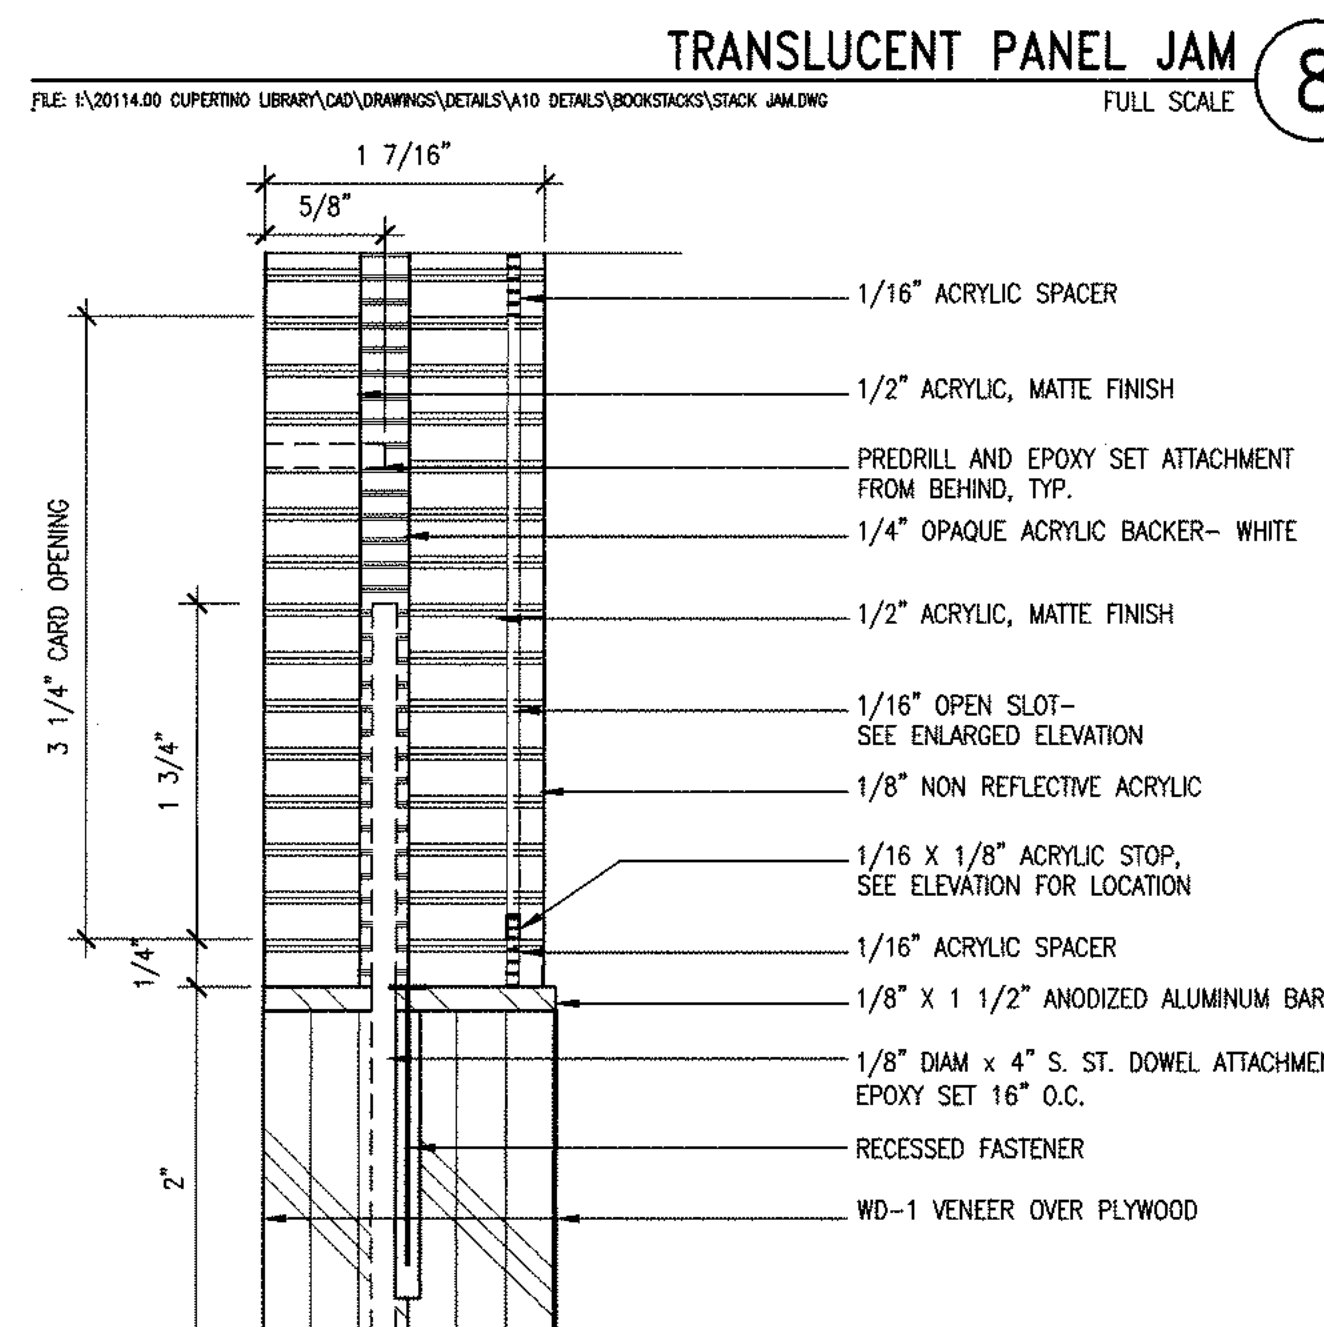 TRANSLUCENT PANEL JAM
8
FILE: I:\20114.00 CUPERTINO LIBRARY\CAD\DRAWINGS\DETAILS\A10 DETAILS\BOOKSTACKS\STACK JAM.DWG
FULL SCALE
1 7/16"
5/8"
1/16" ACRYLIC SPACER
1/2" ACRYLIC, MATTE FINISH
PREDRILL AND EPOXY SET ATTACHMENT
FROM BEHIND, TYP.
1/4" OPAQUE ACRYLIC BACKER- WHITE
3 1/4" CARD OPENING
1/2" ACRYLIC, MATTE FINISH
1/16" OPEN SLOT-
SEE ENLARGED ELEVATION
1 3/4"
1/8" NON REFLECTIVE ACRYLIC
1/16 X 1/8" ACRYLIC STOP,
SEE ELEVATION FOR LOCATION
1/4"
1/16" ACRYLIC SPACER
1/8" X 1 1/2" ANODIZED ALUMINUM BAR
1/8" DIAM x 4" S. ST. DOWEL ATTACHMEN
EPOXY SET 16" O.C.
RECESSED FASTENER
2"
WD-1 VENEER OVER PLYWOOD